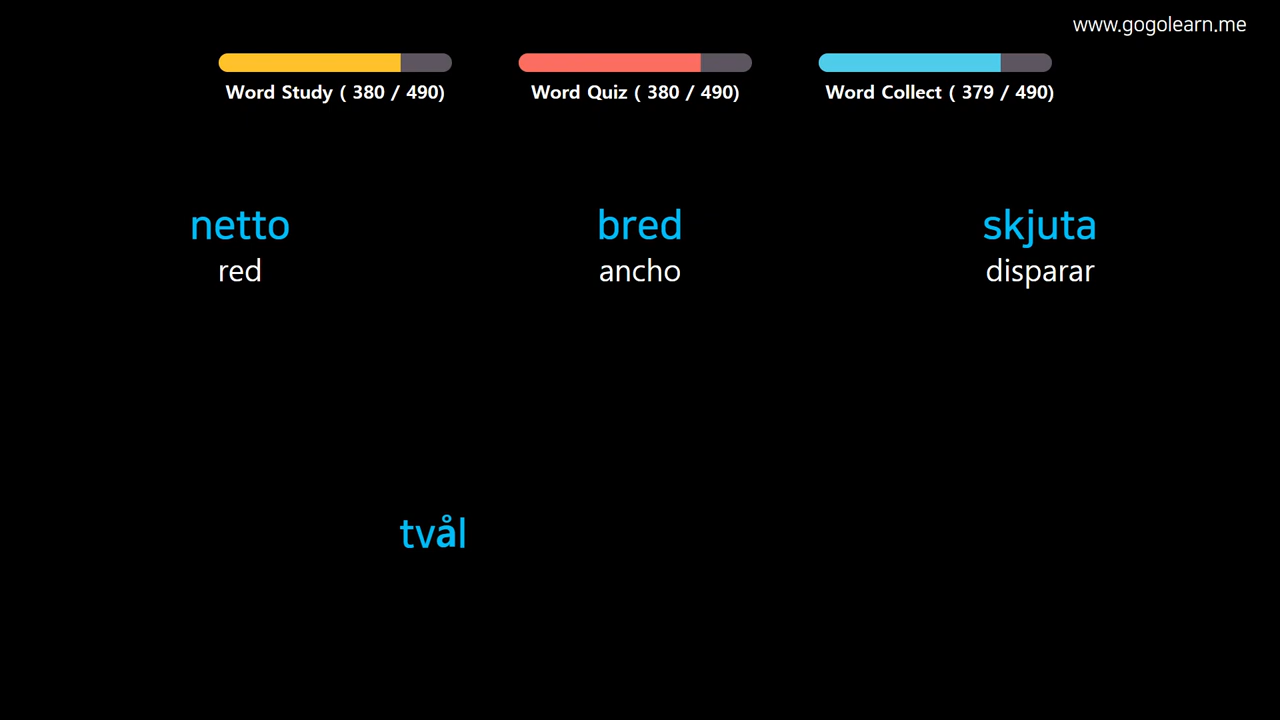 www.gogolearn.me
Word Study ( 380 / 490)
Word Quiz ( 380 / 490)
Word Collect ( 379 / 490)
netto
red
bred
ancho
skjuta
disparar
tvål